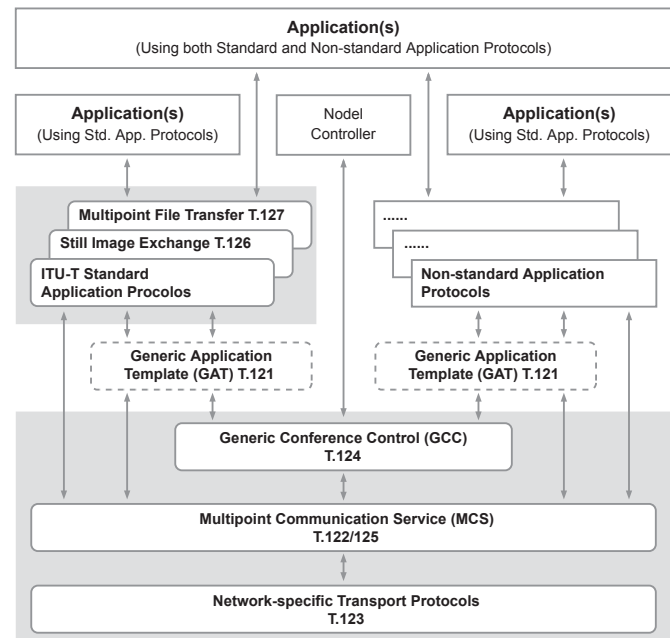 Application(s)
(Using both Standard and Non-standard Application Protocols)
Application(s)
(Using Std. App. Protocols)
Nodel
Controller
Application(s)
(Using Std. App. Protocols)
Multipoint File Transfer T.127
Still Image Exchange T.126
ITU-T Standard
Application Procolos
......
......
Non-standard Application
Protocols
Generic Application
Template (GAT) T.121
Generic Application
Template (GAT) T.121
Generic Conference Control (GCC)
T.124
Multipoint Communication Service (MCS)
T.122/125
Network-specific Transport Protocols
T.123